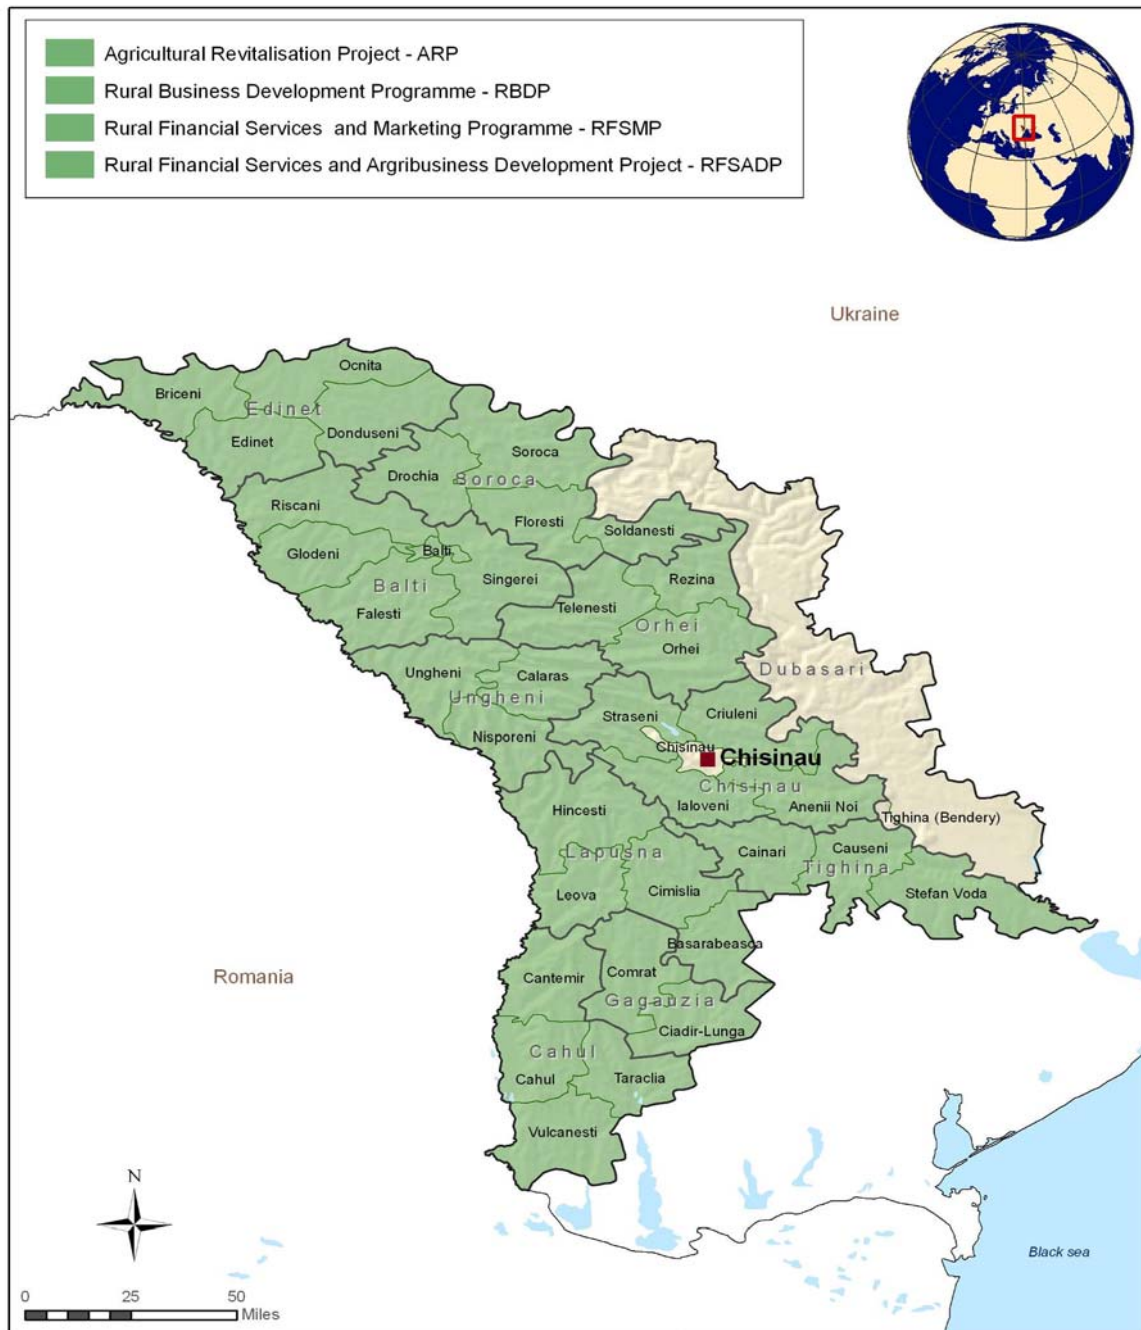 Agricultural Revitalisation Project - ARP
Rural Business Development Programme - RBDP
Rural Financial Services and Marketing Programme - RFSMP
Rural Financial Services and Argribusiness Development Project - RFSADP
Ukraine
Ocnita
Briceni
Edinet
Donduseni
Edinet
Soroca
Drochia
Soroca
Riscani
Floresti
Soldanesti
Balti
Glodeni
Singerei
Rezina
Balti
Telenesti
Falesti
Orhei
Orhei
Dubasari
Ungheni
Calaras
Ungheni
Straseni
Criuleni
Nisporeni
Chisinau
Chisinau
Chisinau
Hincesti
Ialoveni
Anenii Noi
Tighina (Bendery)
Lapusna
Cainari
Causeni
Tighina
Leova
Cimislia
Stefan Voda
Basarabeasca
Romania
Cantemir
Comrat
Gagauzia
Ciadir-Lunga
Cahul
Cahul
Taraclia
Vulcanesti
N
Black sea
0 25 50
Miles